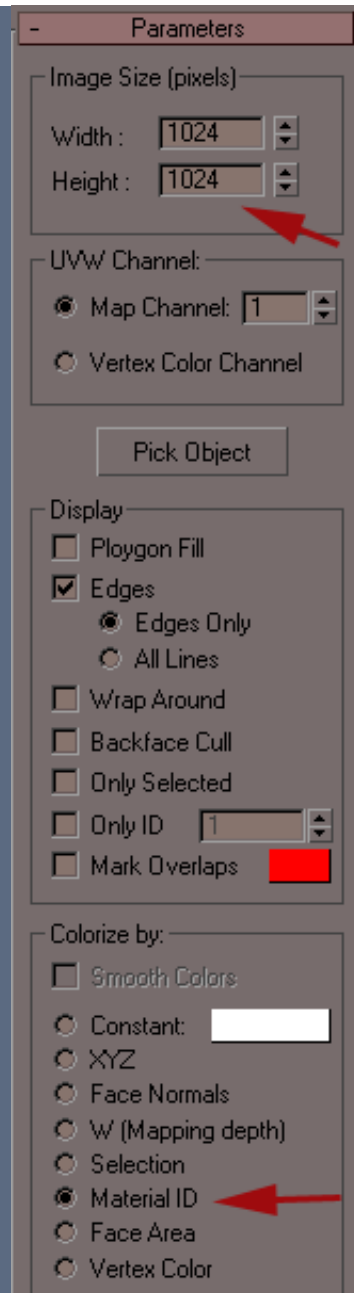 - Parameters
Image Size (pixels)
Width : 1024
Height : 1024
UVW Channel:
Map Channel: 1
Vertex Color Channel
Pick Object
Display
Ploygon Fill
Edges
Edges Only
All Lines
Wrap Around
Backface Cull
Only Selected
Only ID 1
Mark Overlaps
Colorize by:
Smooth Colors
Constant:
XYZ
Face Normals
W (Mapping depth)
Selection
Material ID
Face Area
Vertex Color